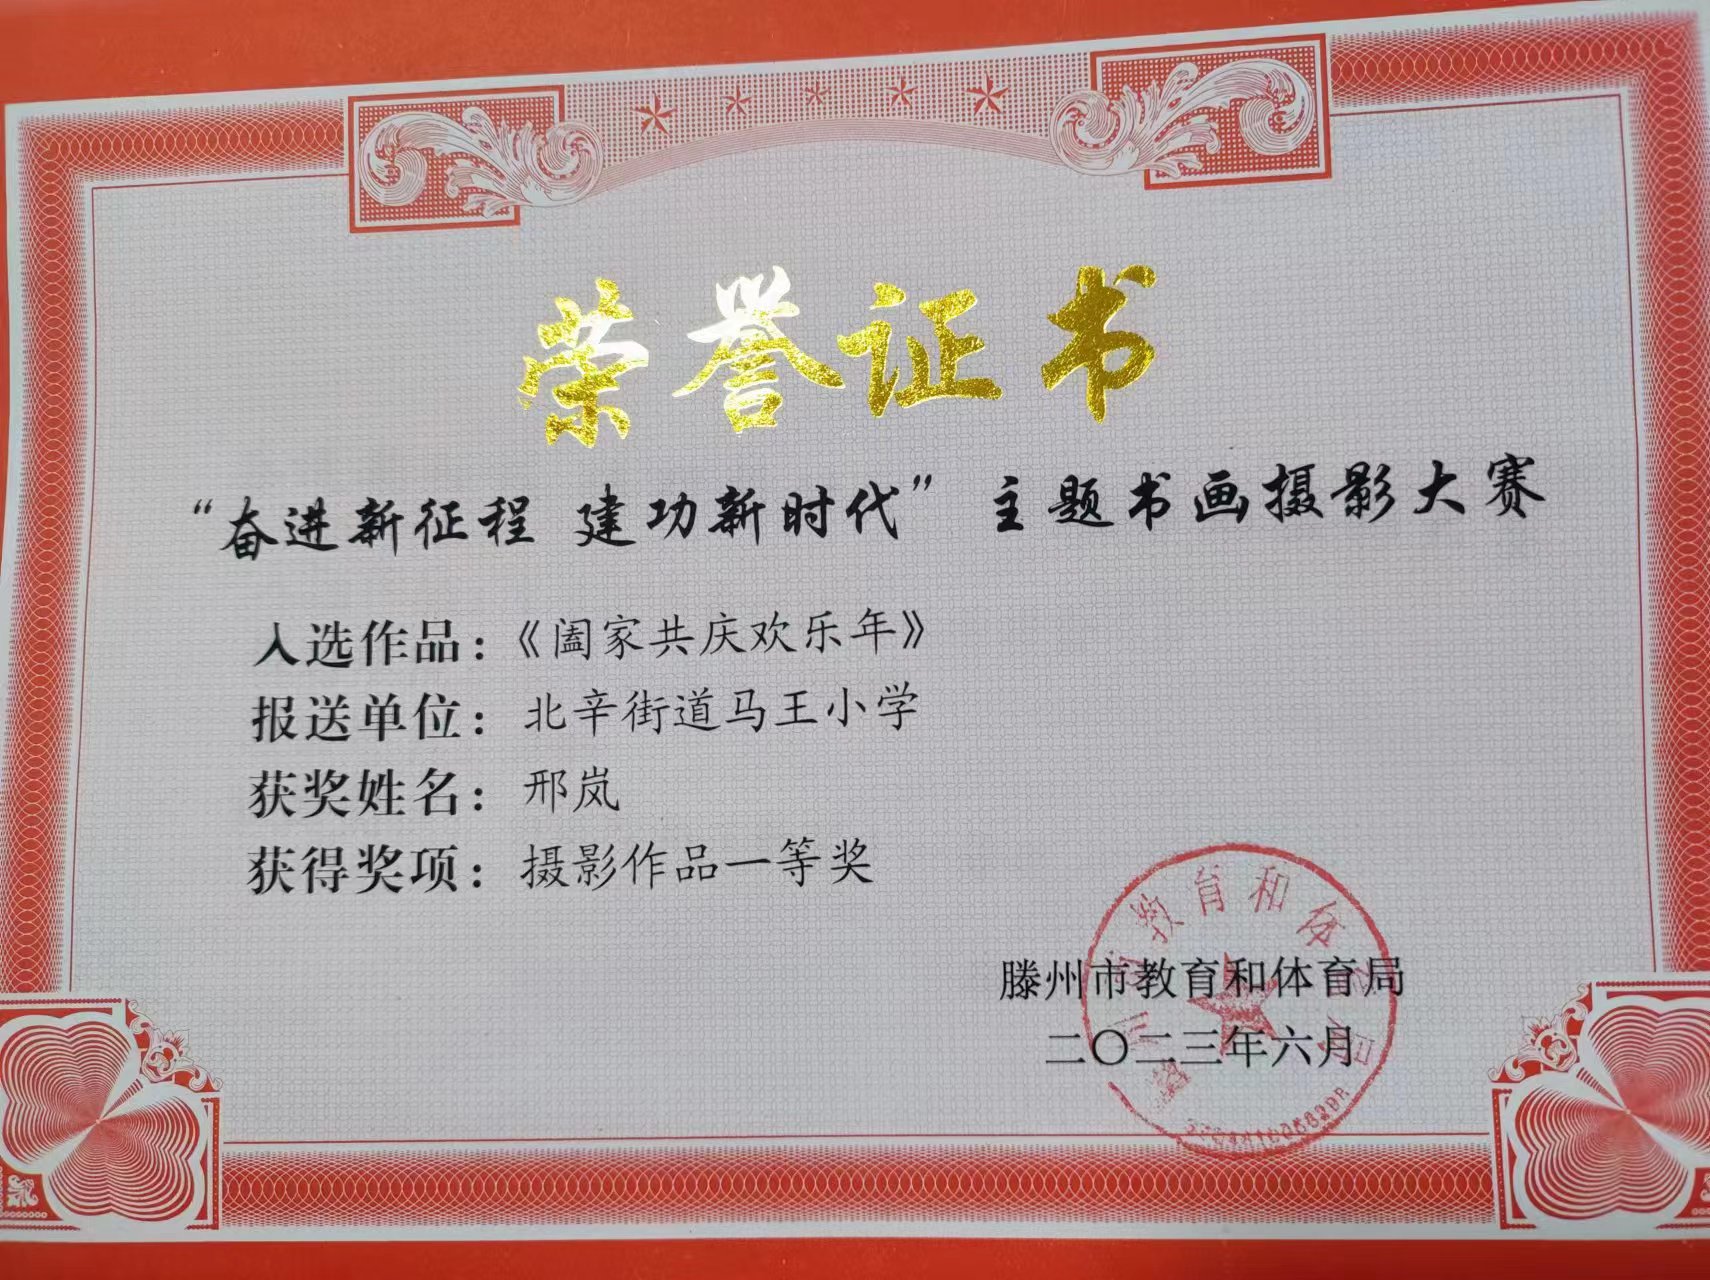 荣誉证书
“奋进新征程 建功新时代”主题书画摄影大赛
入选作品：《阖家共庆欢乐年》
报送单位：北辛街道马王小学
获奖姓名：邢岚
获得奖项：摄影作品一等奖
滕州市教育和体育局
二〇二三年六月